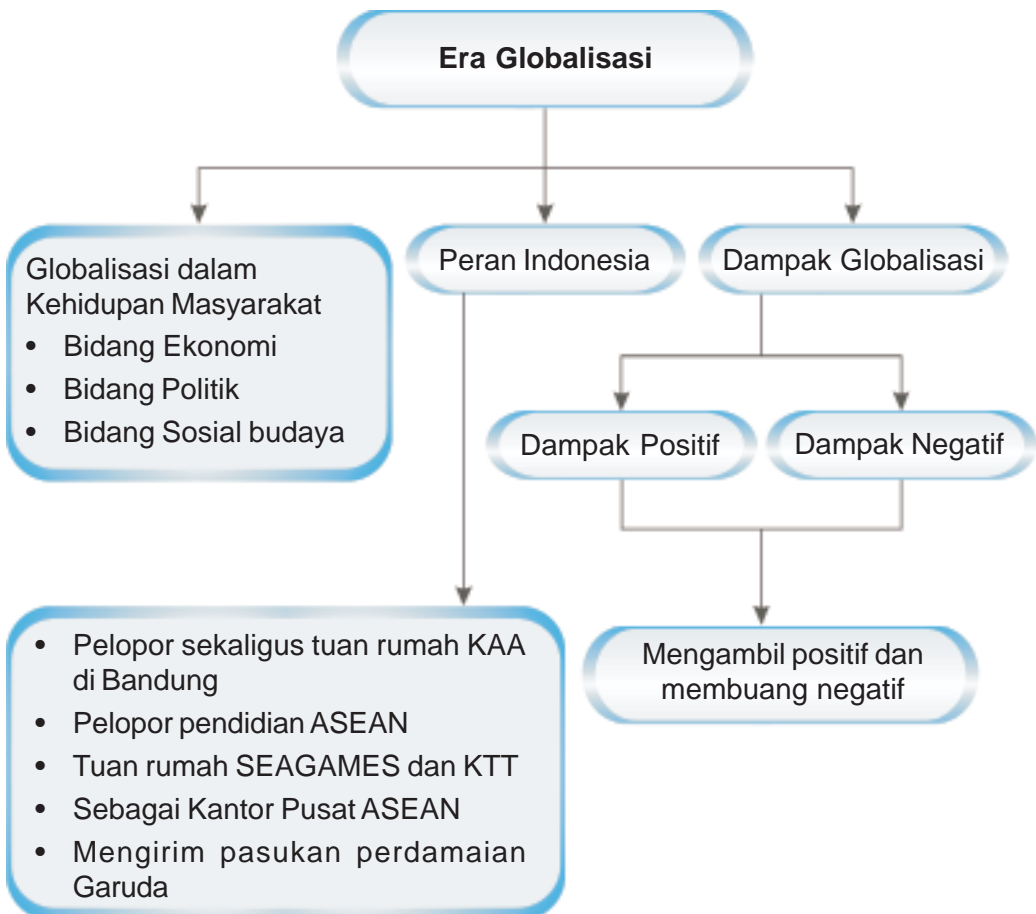 Era Globalisasi
Globalisasi dalam
Kehidupan Masyarakat
• Bidang Ekonomi
• Bidang Politik
• Bidang Sosial budaya
Peran Indonesia
Dampak Globalisasi
Dampak Positif
Dampak Negatif
• Pelopor sekaligus tuan rumah KAA
di Bandung
• Pelopor pendidian ASEAN
• Tuan rumah SEAGAMES dan KTT
• Sebagai Kantor Pusat ASEAN
• Mengirim pasukan perdamaian
Garuda
Mengambil positif dan
membuang negatif